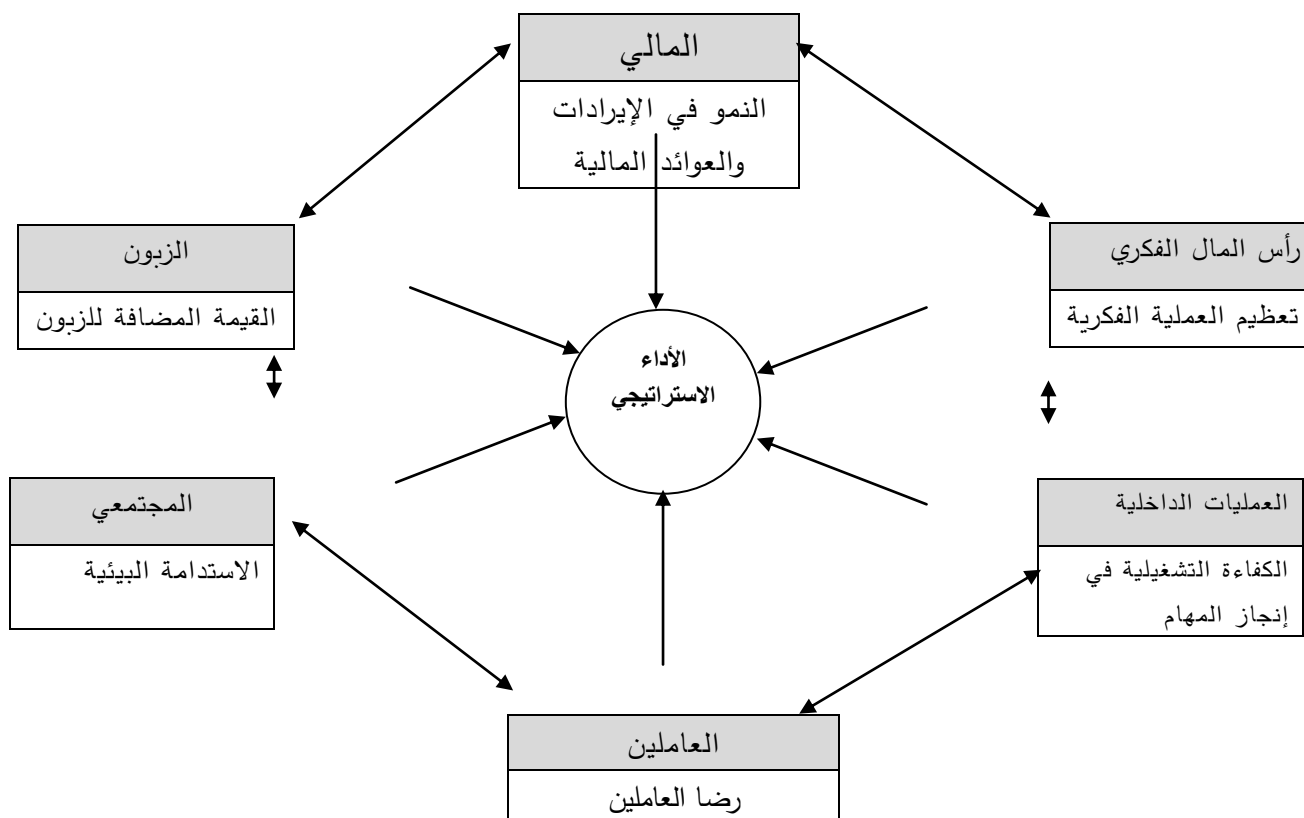 المالي
النمو في الإيرادات
والعوائد المالية
رأس المال الفكري
تعظيم العملية الفكرية
الزبون
القيمة المضافة للزبون
الأداء
الاستراتيجي
العمليات الداخلية
الكفاءة التشغيلية في
إنجاز المهام
المجتمعي
الاستدامة البيئية
العاملين
رضا العاملين